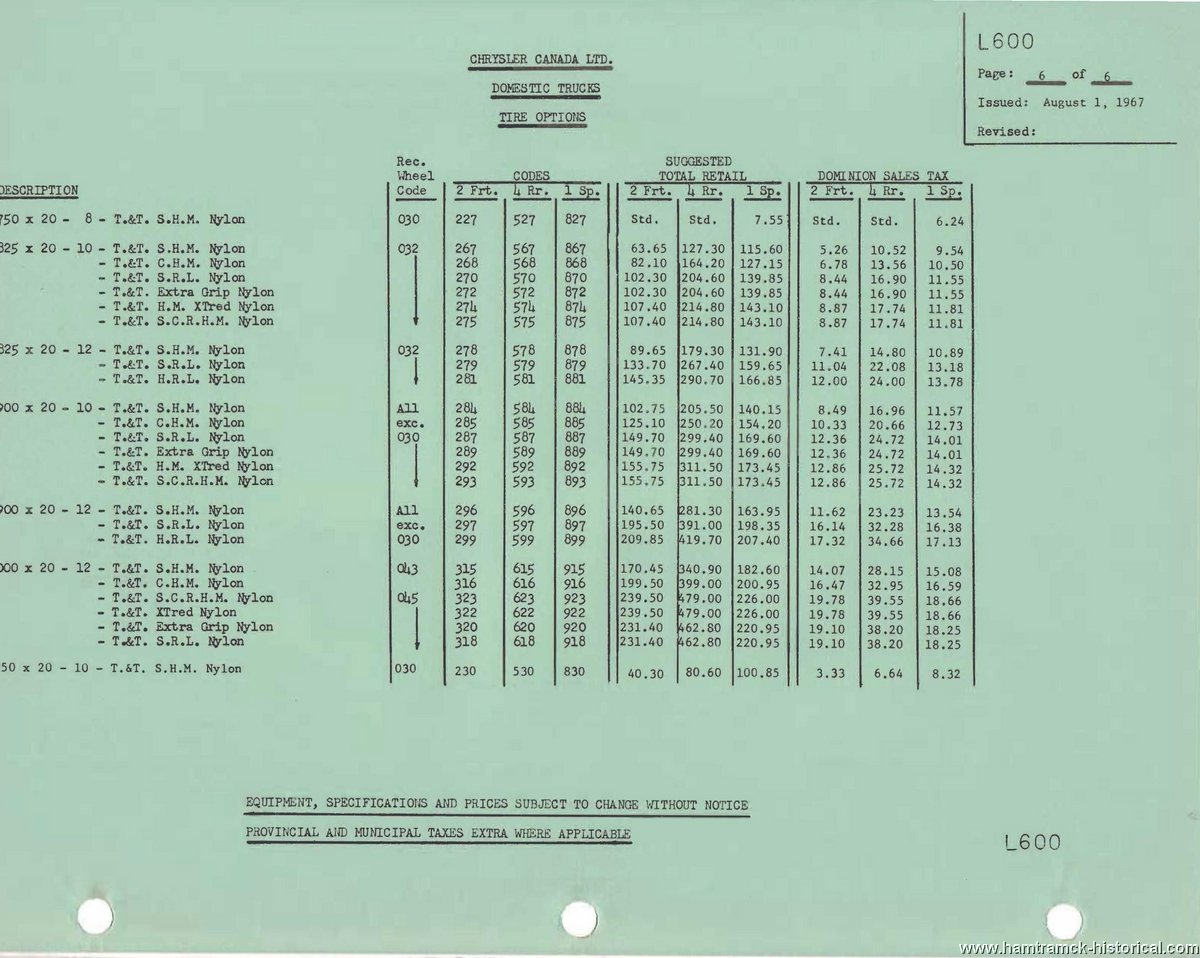 L600
Page: 6 of 6
Issued: August 1, 1967
Revised:
CHRYSLER CANADA LTD.
DOMESTIC TRUCKS
TIRE OPTIONS
Rec. SUGGESTED
Wheel CODES TOTAL RETAIL DOMINION SALES TAX
DESCRIPTION Code 2 Frt. 4 Rr. 1 Sp. 2 Frt. 4 Rr. 1 Sp. 2 Frt. 4 Rr. 1 Sp.
750 x 20 - 8 - T.&T. S.H.M. Nylon 030 227 527 827 Std. Std. 7.55 Std. Std. 6.24
825 x 20 - 10 - T.&T. S.H.M. Nylon 032 267 567 867 63.65 127.30 115.60 5.26 10.52 9.54
- T.&T. C.H.M. Nylon 268 568 868 82.10 164.20 127.15 6.78 13.56 10.50
- T.&T. S.R.L. Nylon 270 570 870 102.30 204.60 139.85 8.44 16.90 11.55
- T.&T. Extra Grip Nylon 272 572 872 102.30 204.60 139.85 8.44 16.90 11.55
- T.&T. H.M. XTred Nylon 274 574 874 107.40 214.80 143.10 8.87 17.74 11.81
- T.&T. S.C.R.H.M. Nylon 275 575 875 107.40 214.80 143.10 8.87 17.74 11.81
825 x 20 - 12 - T.&T. S.H.M. Nylon 032 278 578 878 89.65 179.30 131.90 7.41 14.80 10.89
- T.&T. S.R.L. Nylon 279 579 879 133.70 267.40 159.65 11.04 22.08 13.18
- T.&T. H.R.L. Nylon 281 581 881 145.35 290.70 166.85 12.00 24.00 13.78
900 x 20 - 10 - T.&T. S.H.M. Nylon All 284 584 884 102.75 205.50 140.15 8.49 16.96 11.57
- T.&T. C.H.M. Nylon exc. 285 585 885 125.10 250.20 154.20 10.33 20.66 12.73
- T.&T. S.R.L. Nylon 030 287 587 887 149.70 299.40 169.60 12.36 24.72 14.01
- T.&T. Extra Grip Nylon 289 589 889 149.70 299.40 169.60 12.36 24.72 14.01
- T.&T. H.M. XTred Nylon 292 592 892 155.75 311.50 173.45 12.86 25.72 14.32
- T.&T. S.C.R.H.M. Nylon 293 593 893 155.75 311.50 173.45 12.86 25.72 14.32
900 x 20 - 12 - T.&T. S.H.M. Nylon All 296 596 896 140.65 281.30 163.95 11.62 23.23 13.54
- T.&T. S.R.L. Nylon exc. 297 597 897 195.50 391.00 198.35 16.14 32.28 16.38
- T.&T. H.R.L. Nylon 030 299 599 899 209.85 419.70 207.40 17.32 34.66 17.13
00 x 20 - 12 - T.&T. S.H.M. Nylon 043 315 615 915 170.45 340.90 182.60 14.07 28.15 15.08
- T.&T. C.H.M. Nylon 316 616 916 199.50 399.00 200.95 16.47 32.95 16.59
- T.&T. S.C.R.H.M. Nylon 045 323 623 923 239.50 479.00 226.00 19.78 39.55 18.66
- T.&T. XTred Nylon 322 622 922 239.50 479.00 226.00 19.78 39.55 18.66
- T.&T. Extra Grip Nylon 320 620 920 231.40 462.80 220.95 19.10 38.20 18.25
- T.&T. S.R.L. Nylon 318 618 918 231.40 462.80 220.95 19.10 38.20 18.25
50 x 20 - 10 - T.&T. S.H.M. Nylon 030 230 530 830 40.30 80.60 100.85 3.33 6.64 8.32
EQUIPMENT, SPECIFICATIONS AND PRICES SUBJECT TO CHANGE WITHOUT NOTICE
PROVINCIAL AND MUNICIPAL TAXES EXTRA WHERE APPLICABLE
L600
www.hamtramck-historical.com